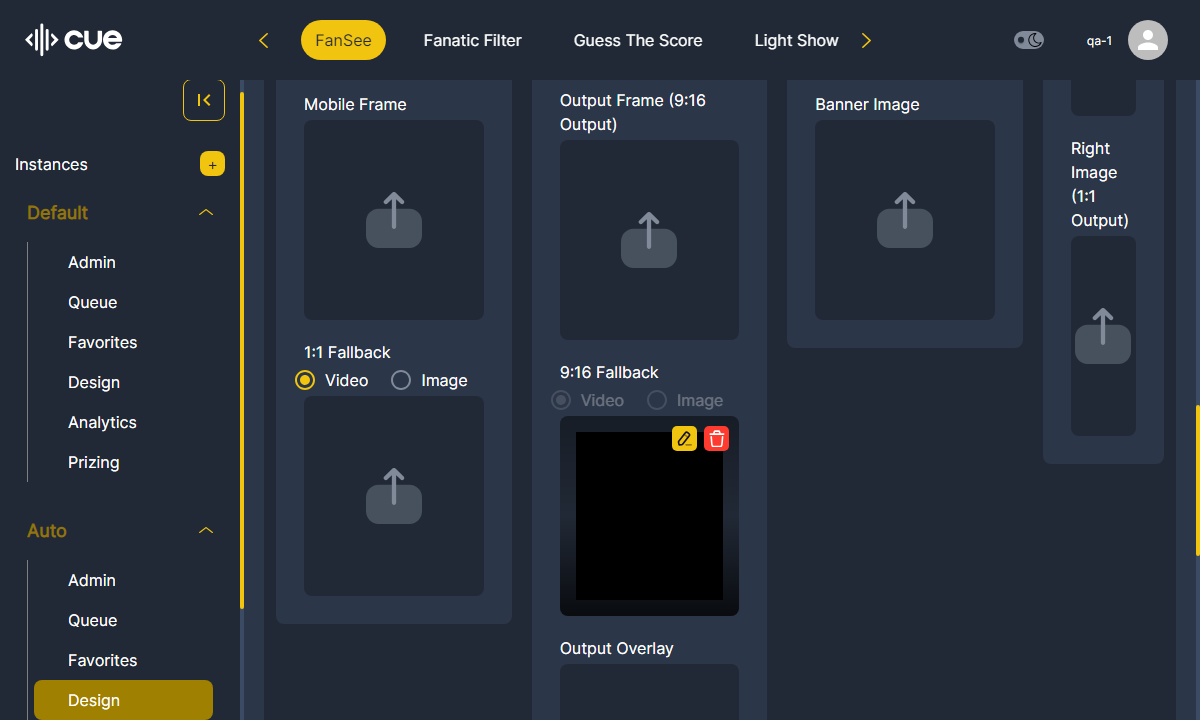 cue
FanSee
Fanatic Filter
Guess The Score
Light Show
qa-1
Instances
+
Default
Admin
Queue
Favorites
Design
Analytics
Prizing
Auto
Admin
Queue
Favorites
Design
Mobile Frame
1:1 Fallback
Video
Image
Output Frame (9:16
Output)
9:16 Fallback
Video
Image
Output Overlay
Banner Image
Right
Image
(1:1
Output)